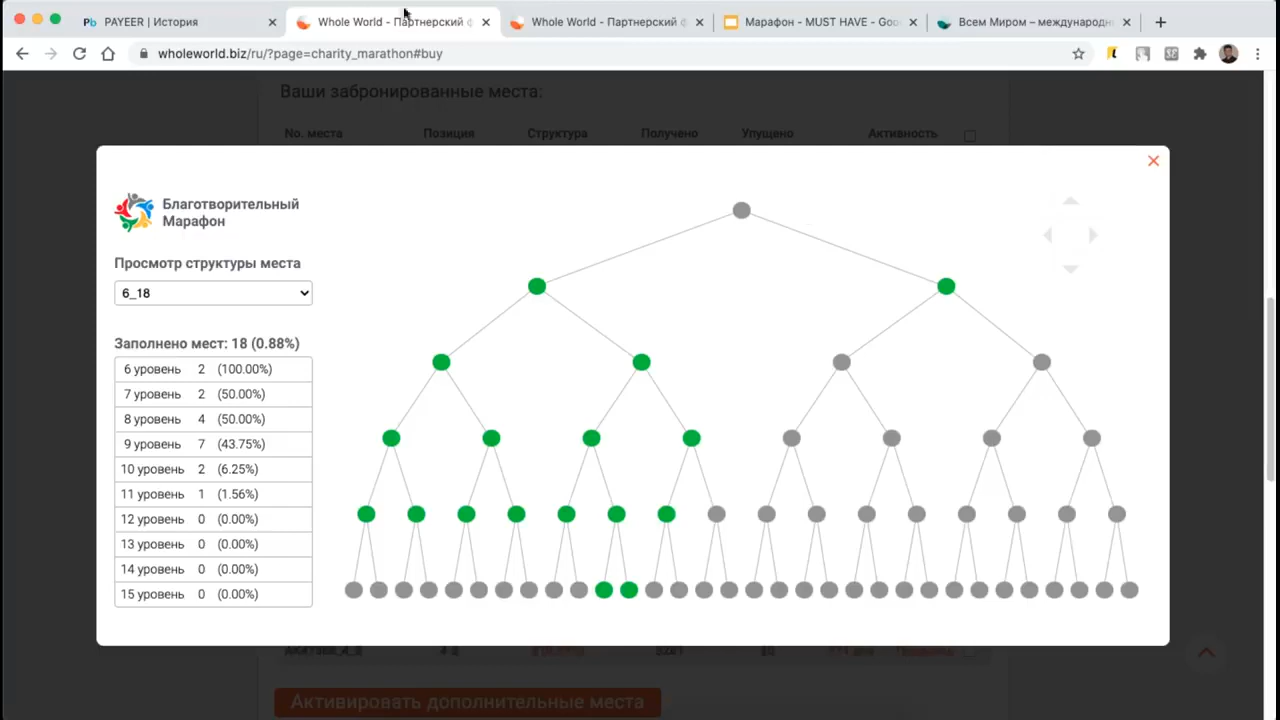 PAYEER | История
Whole World - Партнерский ф
Whole World - Партнерский ф
Марафон - MUST HAVE - Goo
Всем Миром – международн
wholeworld.biz/ru/?page=charity_marathon#buy
Ваши забронированные места:
No. места Позиция Структура Получено Упущено Активность
Благотворительный
Марафон
Просмотр структуры места
6_18
Заполнено мест: 18 (0.88%)
6 уровень 2 (100.00%)
7 уровень 2 (50.00%)
8 уровень 4 (50.00%)
9 уровень 7 (43.75%)
10 уровень 2 (6.25%)
11 уровень 1 (1.56%)
12 уровень 0 (0.00%)
13 уровень 0 (0.00%)
14 уровень 0 (0.00%)
15 уровень 0 (0.00%)
Активировать дополнительные места